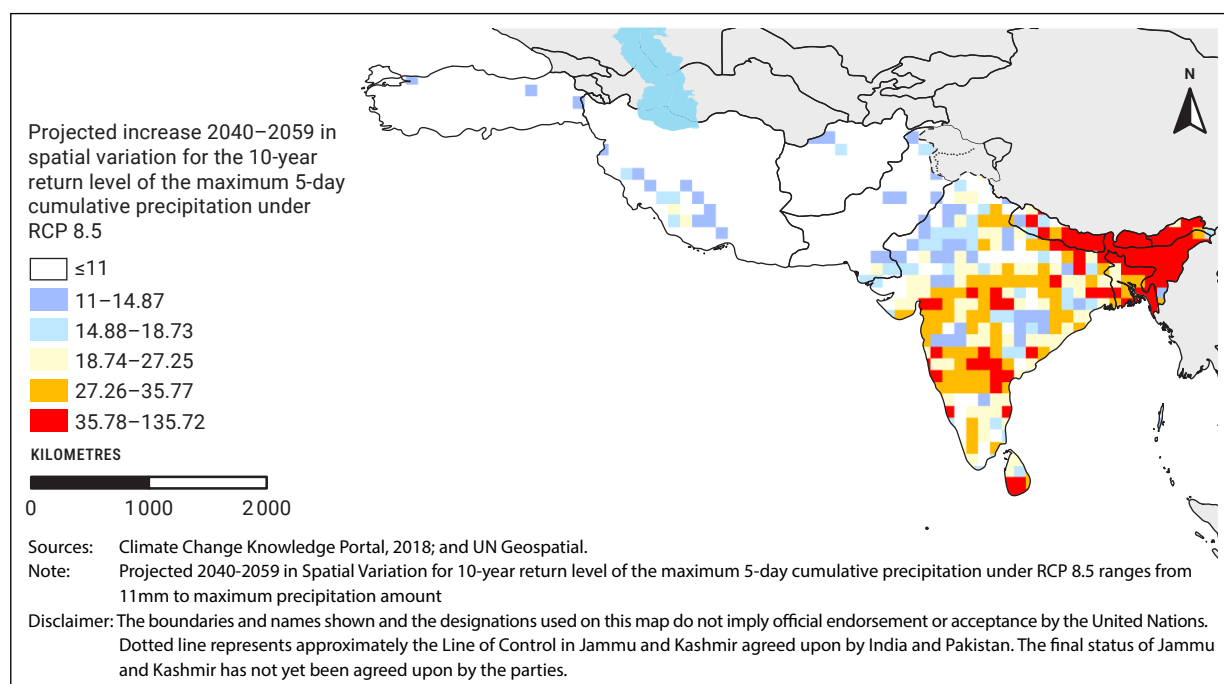 N
Projected increase 2040–2059 in
spatial variation for the 10-year
return level of the maximum 5-day
cumulative precipitation under
RCP 8.5
≤11
11–14.87
14.88–18.73
18.74–27.25
27.26–35.77
35.78–135.72
KILOMETRES
0 1 000 2 000
Sources: Climate Change Knowledge Portal, 2018; and UN Geospatial.
Note: Projected 2040-2059 in Spatial Variation for 10-year return level of the maximum 5-day cumulative precipitation under RCP 8.5 ranges from
11mm to maximum precipitation amount
Disclaimer: The boundaries and names shown and the designations used on this map do not imply official endorsement or acceptance by the United Nations.
Dotted line represents approximately the Line of Control in Jammu and Kashmir agreed upon by India and Pakistan. The final status of Jammu
and Kashmir has not yet been agreed upon by the parties.